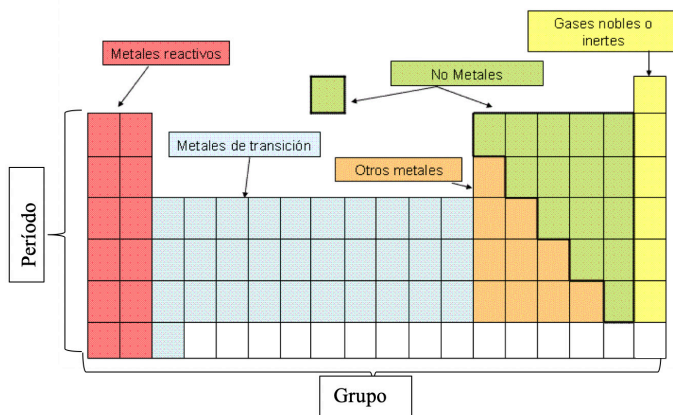 Gases nobles o
inertes
Metales reactivos
No Metales
Metales de transición
Otros metales
Período
Grupo